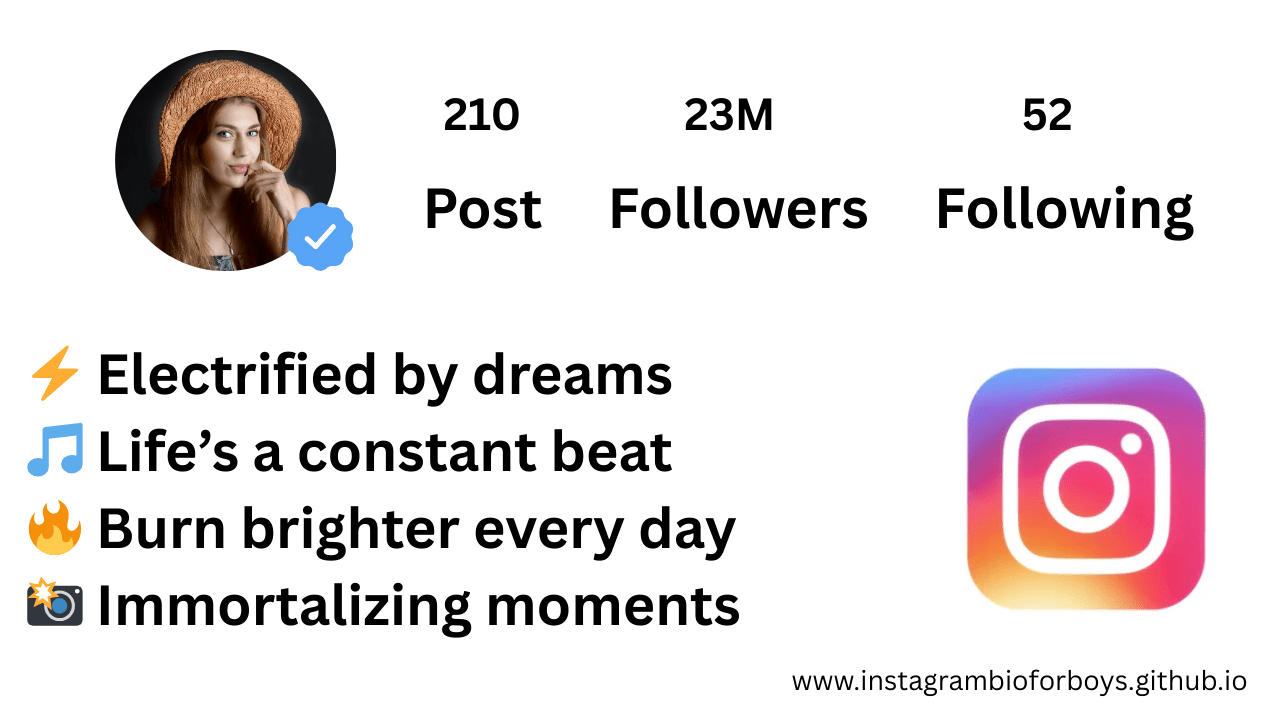 210 23M 52
Post Followers Following
⚡ Electrified by dreams
🎵 Life’s a constant beat
🔥 Burn brighter every day
📸 Immortalizing moments
www.instagrambioforboys.github.io